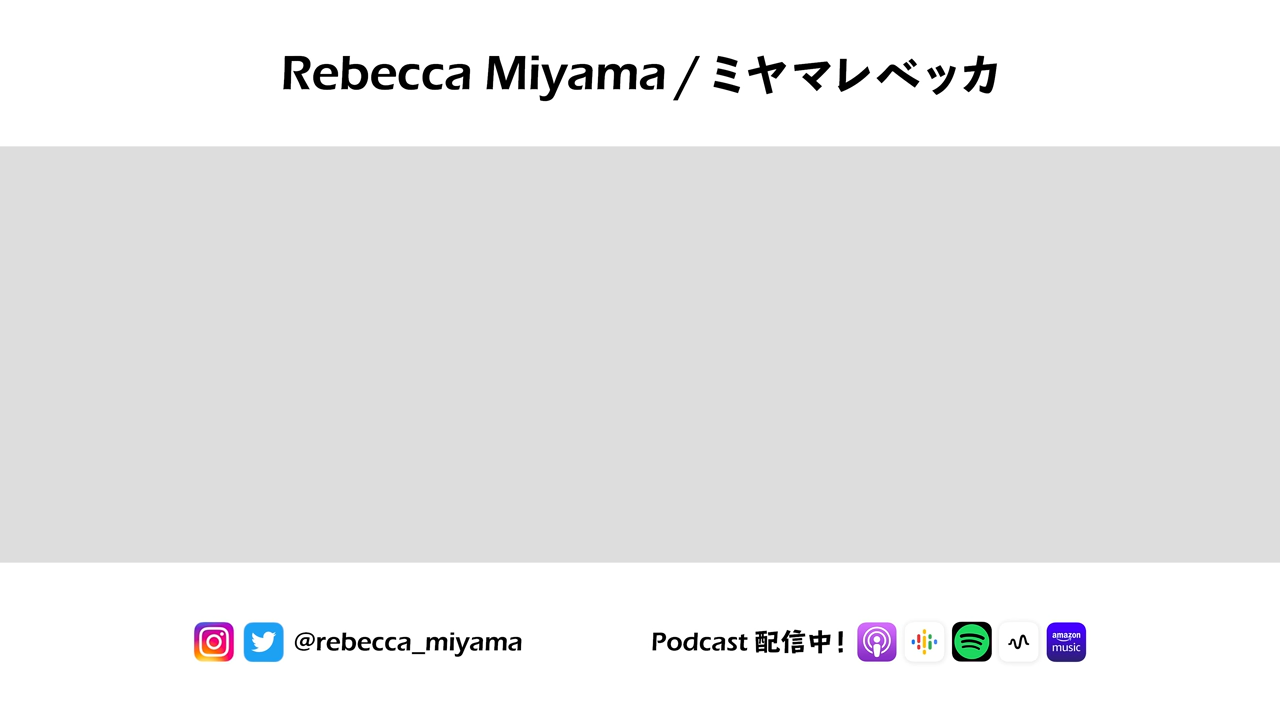 Rebecca Miyama / ミヤマレベッカ
@rebecca_miyama
Podcast 配信中!
amazon
music